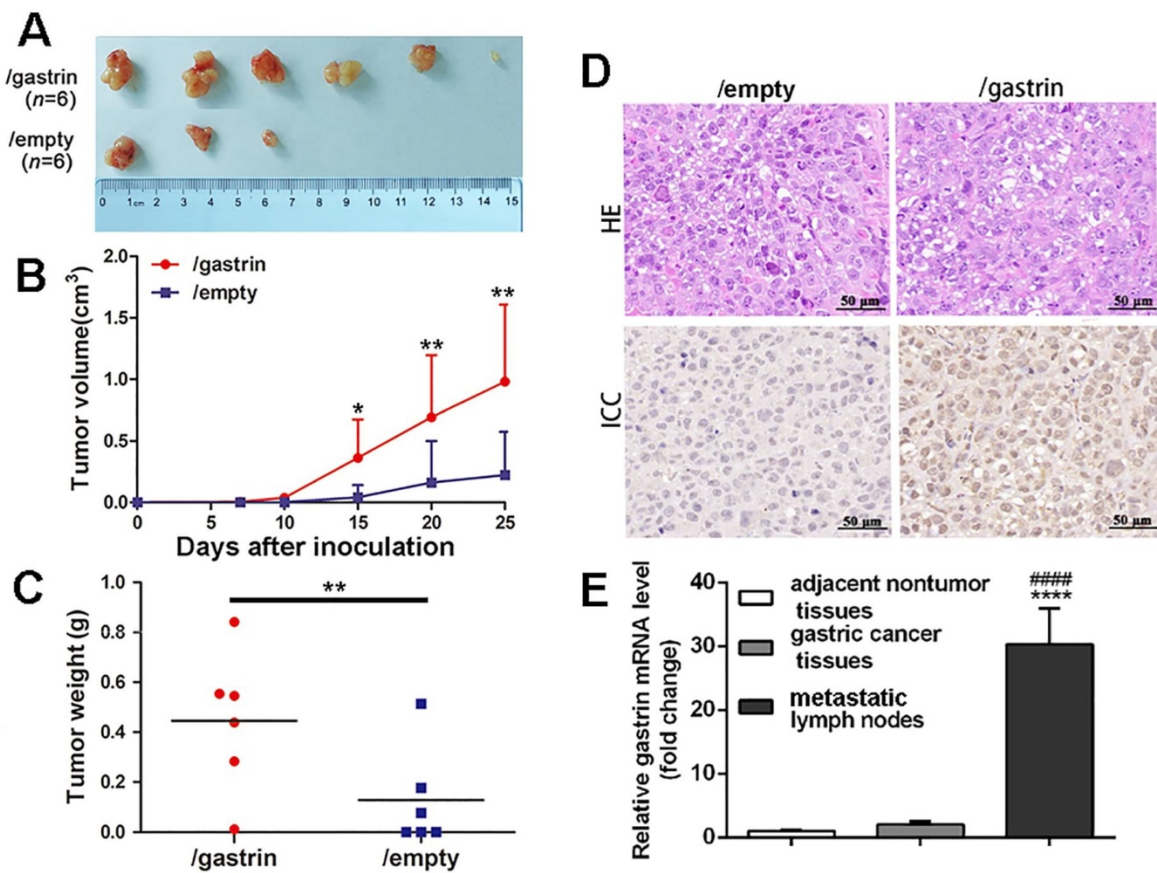 A
/gastrin
(n=6)
/empty
(n=6)
0 1cm 2 3 4 5 6 7 8 9 10 11 12 13 14 15
B
Tumor volume(cm3)
2.0
1.5
1.0
0.5
0.0
/gastrin
/empty
*
**
**
0 5 10 15 20 25
Days after inoculation
C
Tumor weight (g)
1.0
0.8
0.6
0.4
0.2
0.0
**
/gastrin /empty
D
/empty /gastrin
HE
50 µm 50 µm
ICC
50 µm 50 µm
E
Relative gastrin mRNA level
(fold change)
40
30
20
10
0
adjacent nontumor
tissues
gastric cancer
tissues
metastatic
lymph nodes
####
****